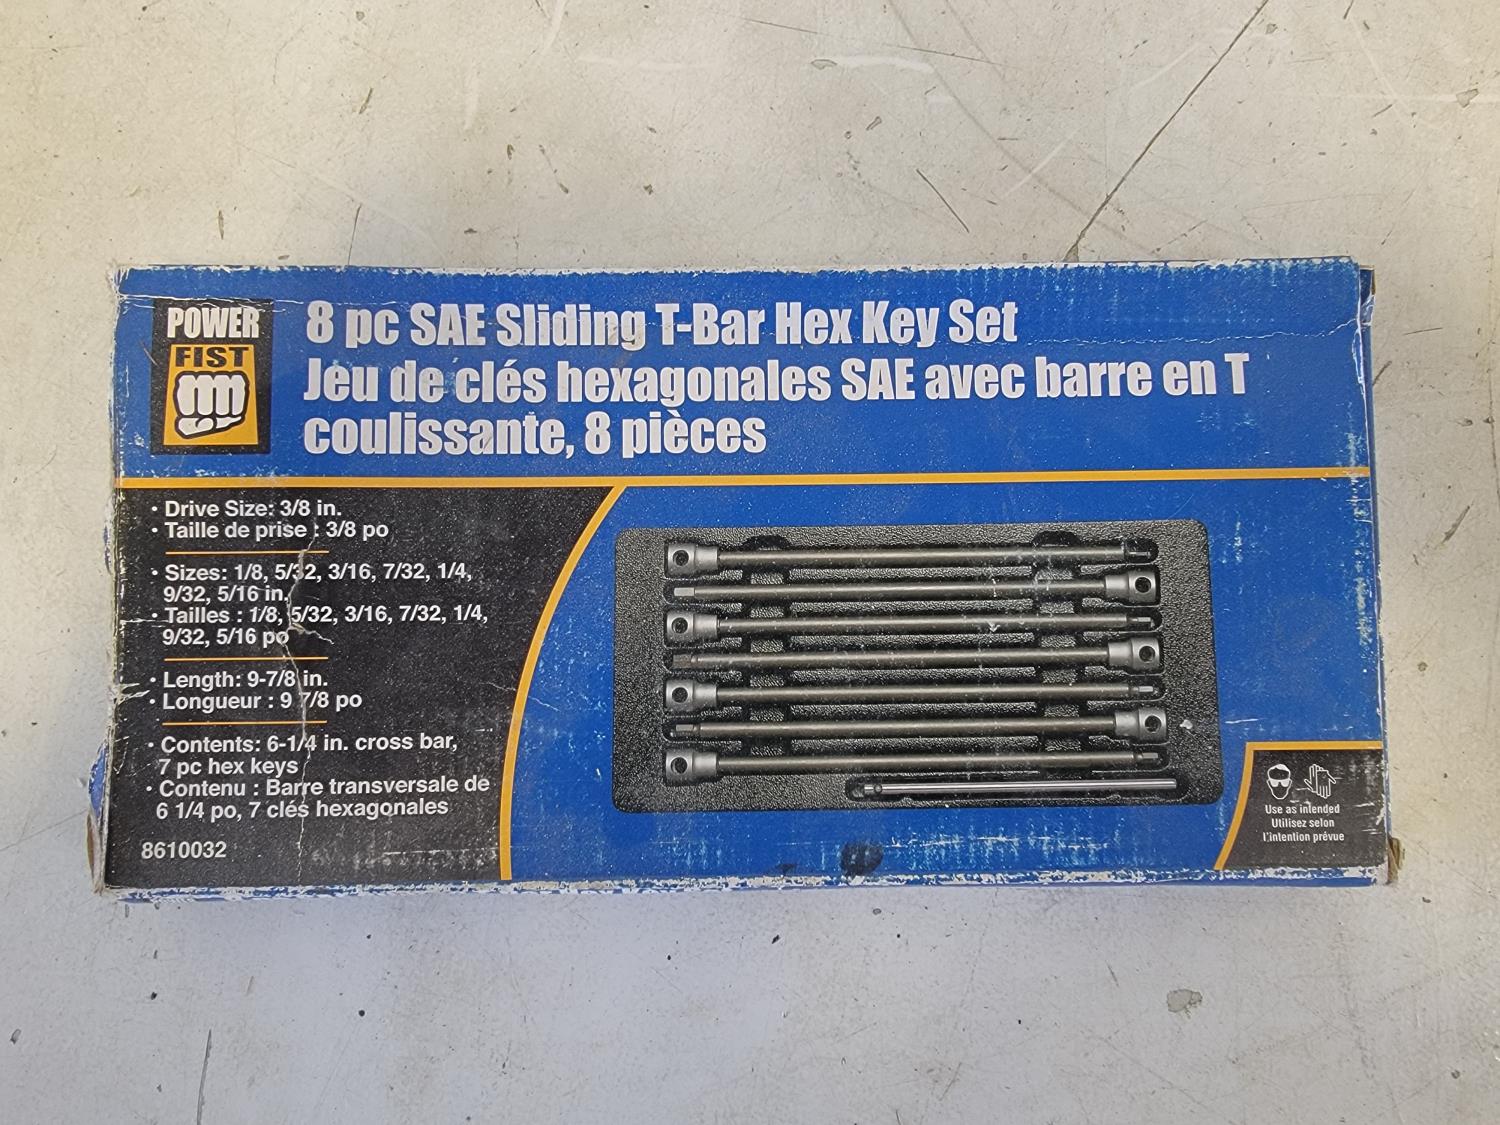 POWER
FIST
8 pc SAE Sliding T-Bar Hex Key Set
Jeu de clés hexagonales SAE avec barre en T
coulissante, 8 pièces
• Drive Size: 3/8 in.
• Taille de prise : 3/8 po
• Sizes: 1/8, 5/32, 3/16, 7/32, 1/4,
9/32, 5/16 in.
• Tailles : 1/8, 5/32, 3/16, 7/32, 1/4,
9/32, 5/16 po
• Length: 9-7/8 in.
• Longueur : 9 7/8 po
• Contents: 6-1/4 in. cross bar,
7 pc hex keys
• Contenu : Barre transversale de
6 1/4 po, 7 clés hexagonales
8610032
Use as intended
Utilisez selon
l'intention prévue